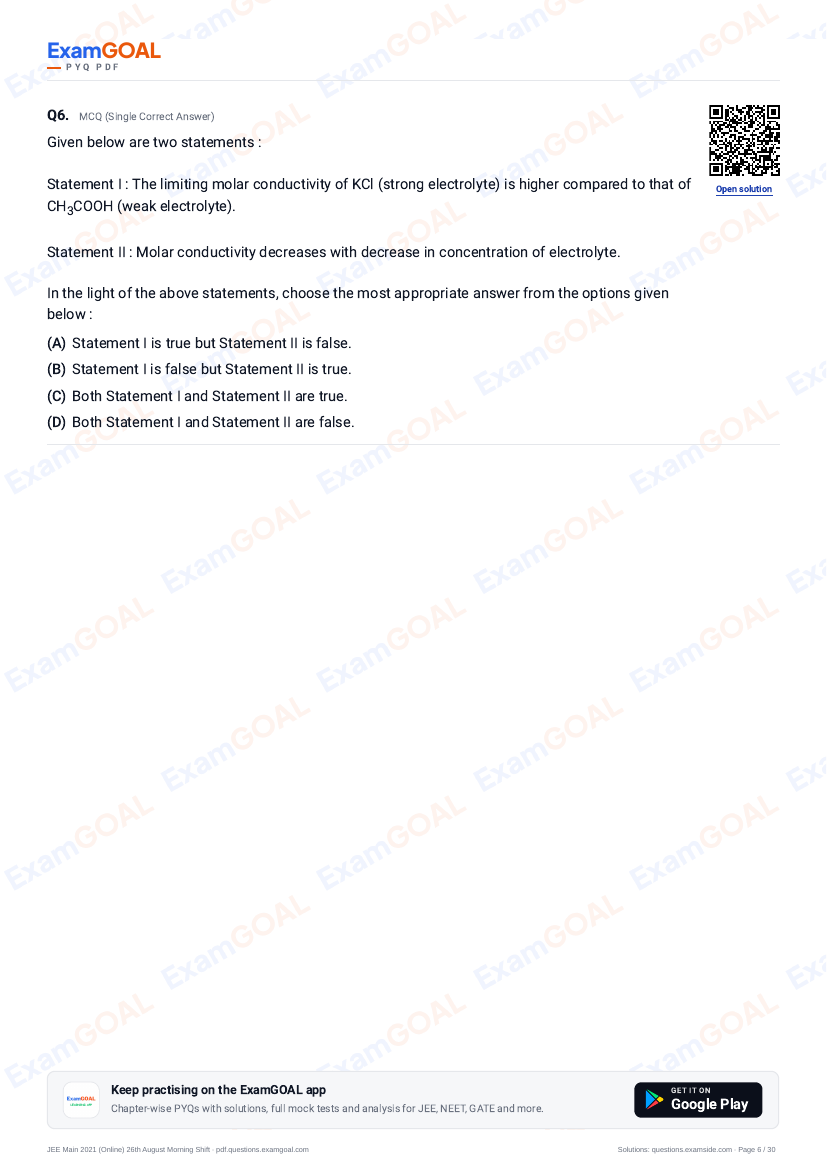 ExamGOAL
PYQ PDF
Q6. MCQ (Single Correct Answer)
Given below are two statements :
Open solution
Statement I : The limiting molar conductivity of KCl (strong electrolyte) is higher compared to that of
CH3COOH (weak electrolyte).
Statement II : Molar conductivity decreases with decrease in concentration of electrolyte.
In the light of the above statements, choose the most appropriate answer from the options given
below :
(A) Statement I is true but Statement II is false.
(B) Statement I is false but Statement II is true.
(C) Both Statement I and Statement II are true.
(D) Both Statement I and Statement II are false.
ExamGOAL
Keep practising on the ExamGOAL app
Chapter-wise PYQs with solutions, full mock tests and analysis for JEE, NEET, GATE and more.
GET IT ON
Google Play
JEE Main 2021 (Online) 26th August Morning Shift · pdf.questions.examgoal.com
Solutions: questions.examside.com · Page 6 / 30